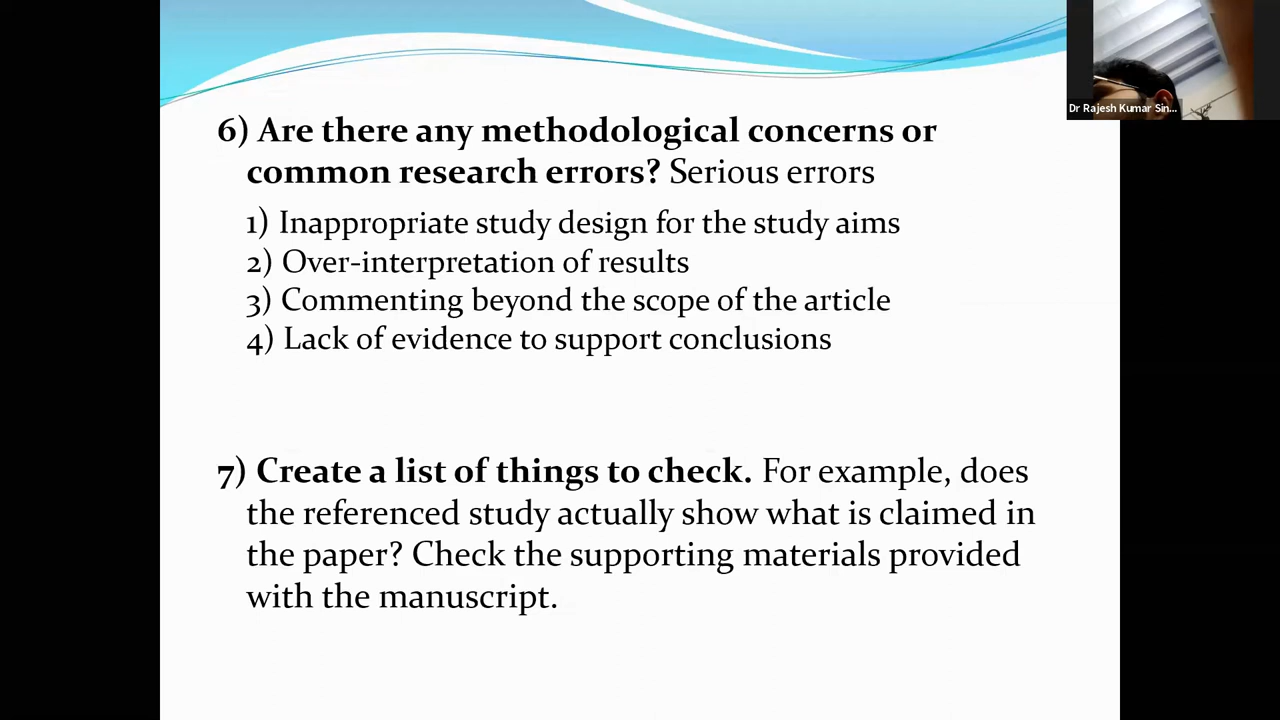 Dr Rajesh Kumar Sin...
6) Are there any methodological concerns or
common research errors? Serious errors
1) Inappropriate study design for the study aims
2) Over-interpretation of results
3) Commenting beyond the scope of the article
4) Lack of evidence to support conclusions
7) Create a list of things to check. For example, does
the referenced study actually show what is claimed in
the paper? Check the supporting materials provided
with the manuscript.